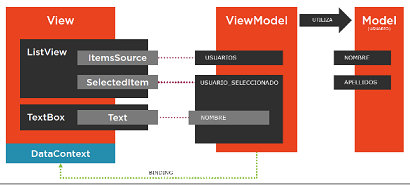 View
ViewModel
Model
(USUARIO)
UTILIZA
ListView
ItemsSource
USUARIOS
NOMBRE
SelectedItem
USUARIO_SELECCIONADO
APELLIDOS
TextBox
Text
NOMBRE
DataContext
BINDING